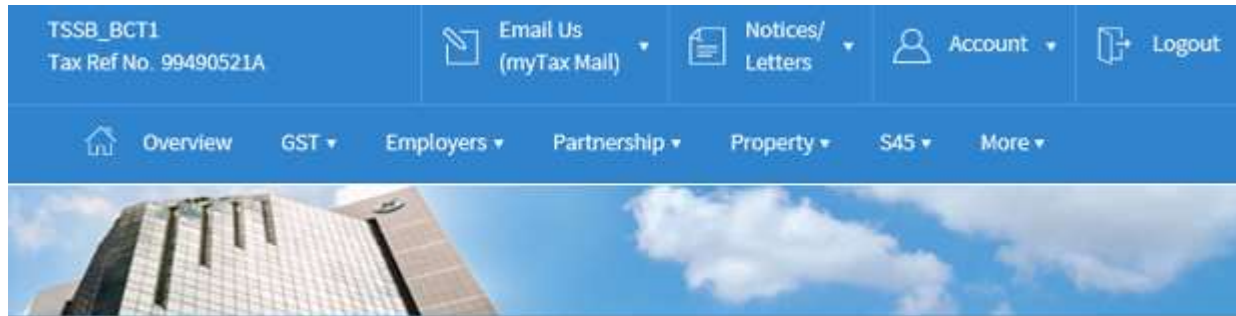 TSSB_BCT1
Tax Ref No. 99490521A
Email Us
(myTax Mail)
Notices/
Letters
Account
Logout
Overview GST Employers Partnership Property S45 More